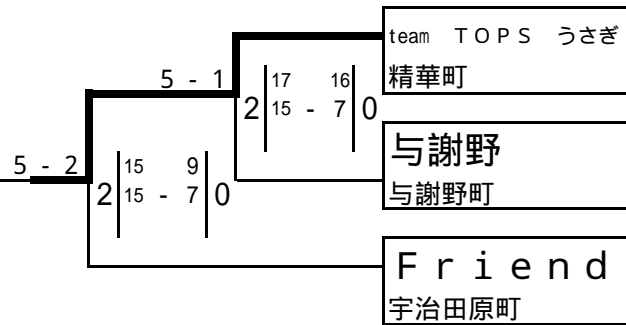 team TOPS うさぎ
精華町
5 - 1
17 16
2 15 - 7 0
与謝野
与謝野町
5 - 2
15 9
2 15 - 7 0
Friend
宇治田原町